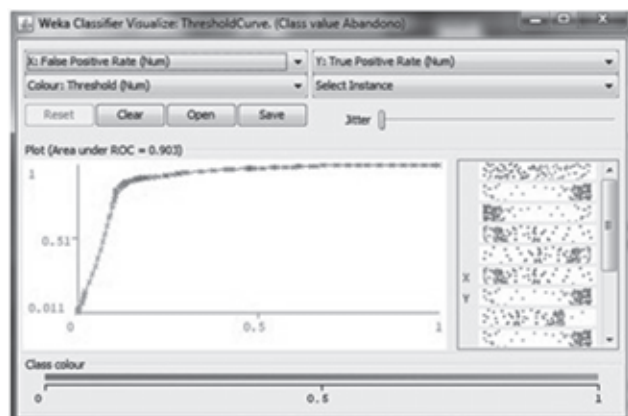 Weka Classifier Visualize: ThresholdCurve. (Class value Abandono)
X: False Positive Rate (Num)
Y: True Positive Rate (Num)
Colour: Threshold (Num)
Select Instance
Reset
Clear
Open
Save
Jitter
Plot (Area under ROC = 0.903)
1
0.51
0.011
0
0.5
1
X
Y
Class colour
0
0.5
1